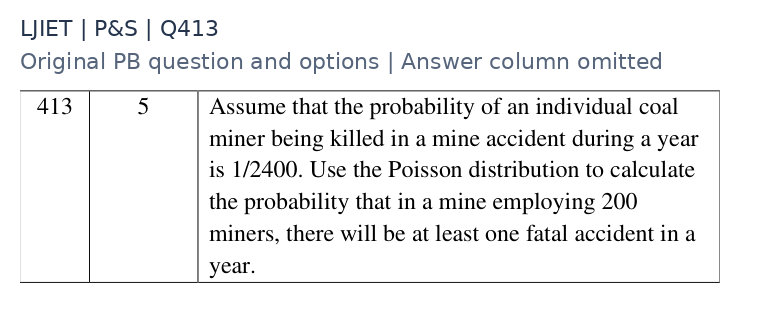 LJIET | P&S | Q413
Original PB question and options | Answer column omitted
413 5 Assume that the probability of an individual coal
miner being killed in a mine accident during a year
is 1/2400. Use the Poisson distribution to calculate
the probability that in a mine employing 200
miners, there will be at least one fatal accident in a
year.